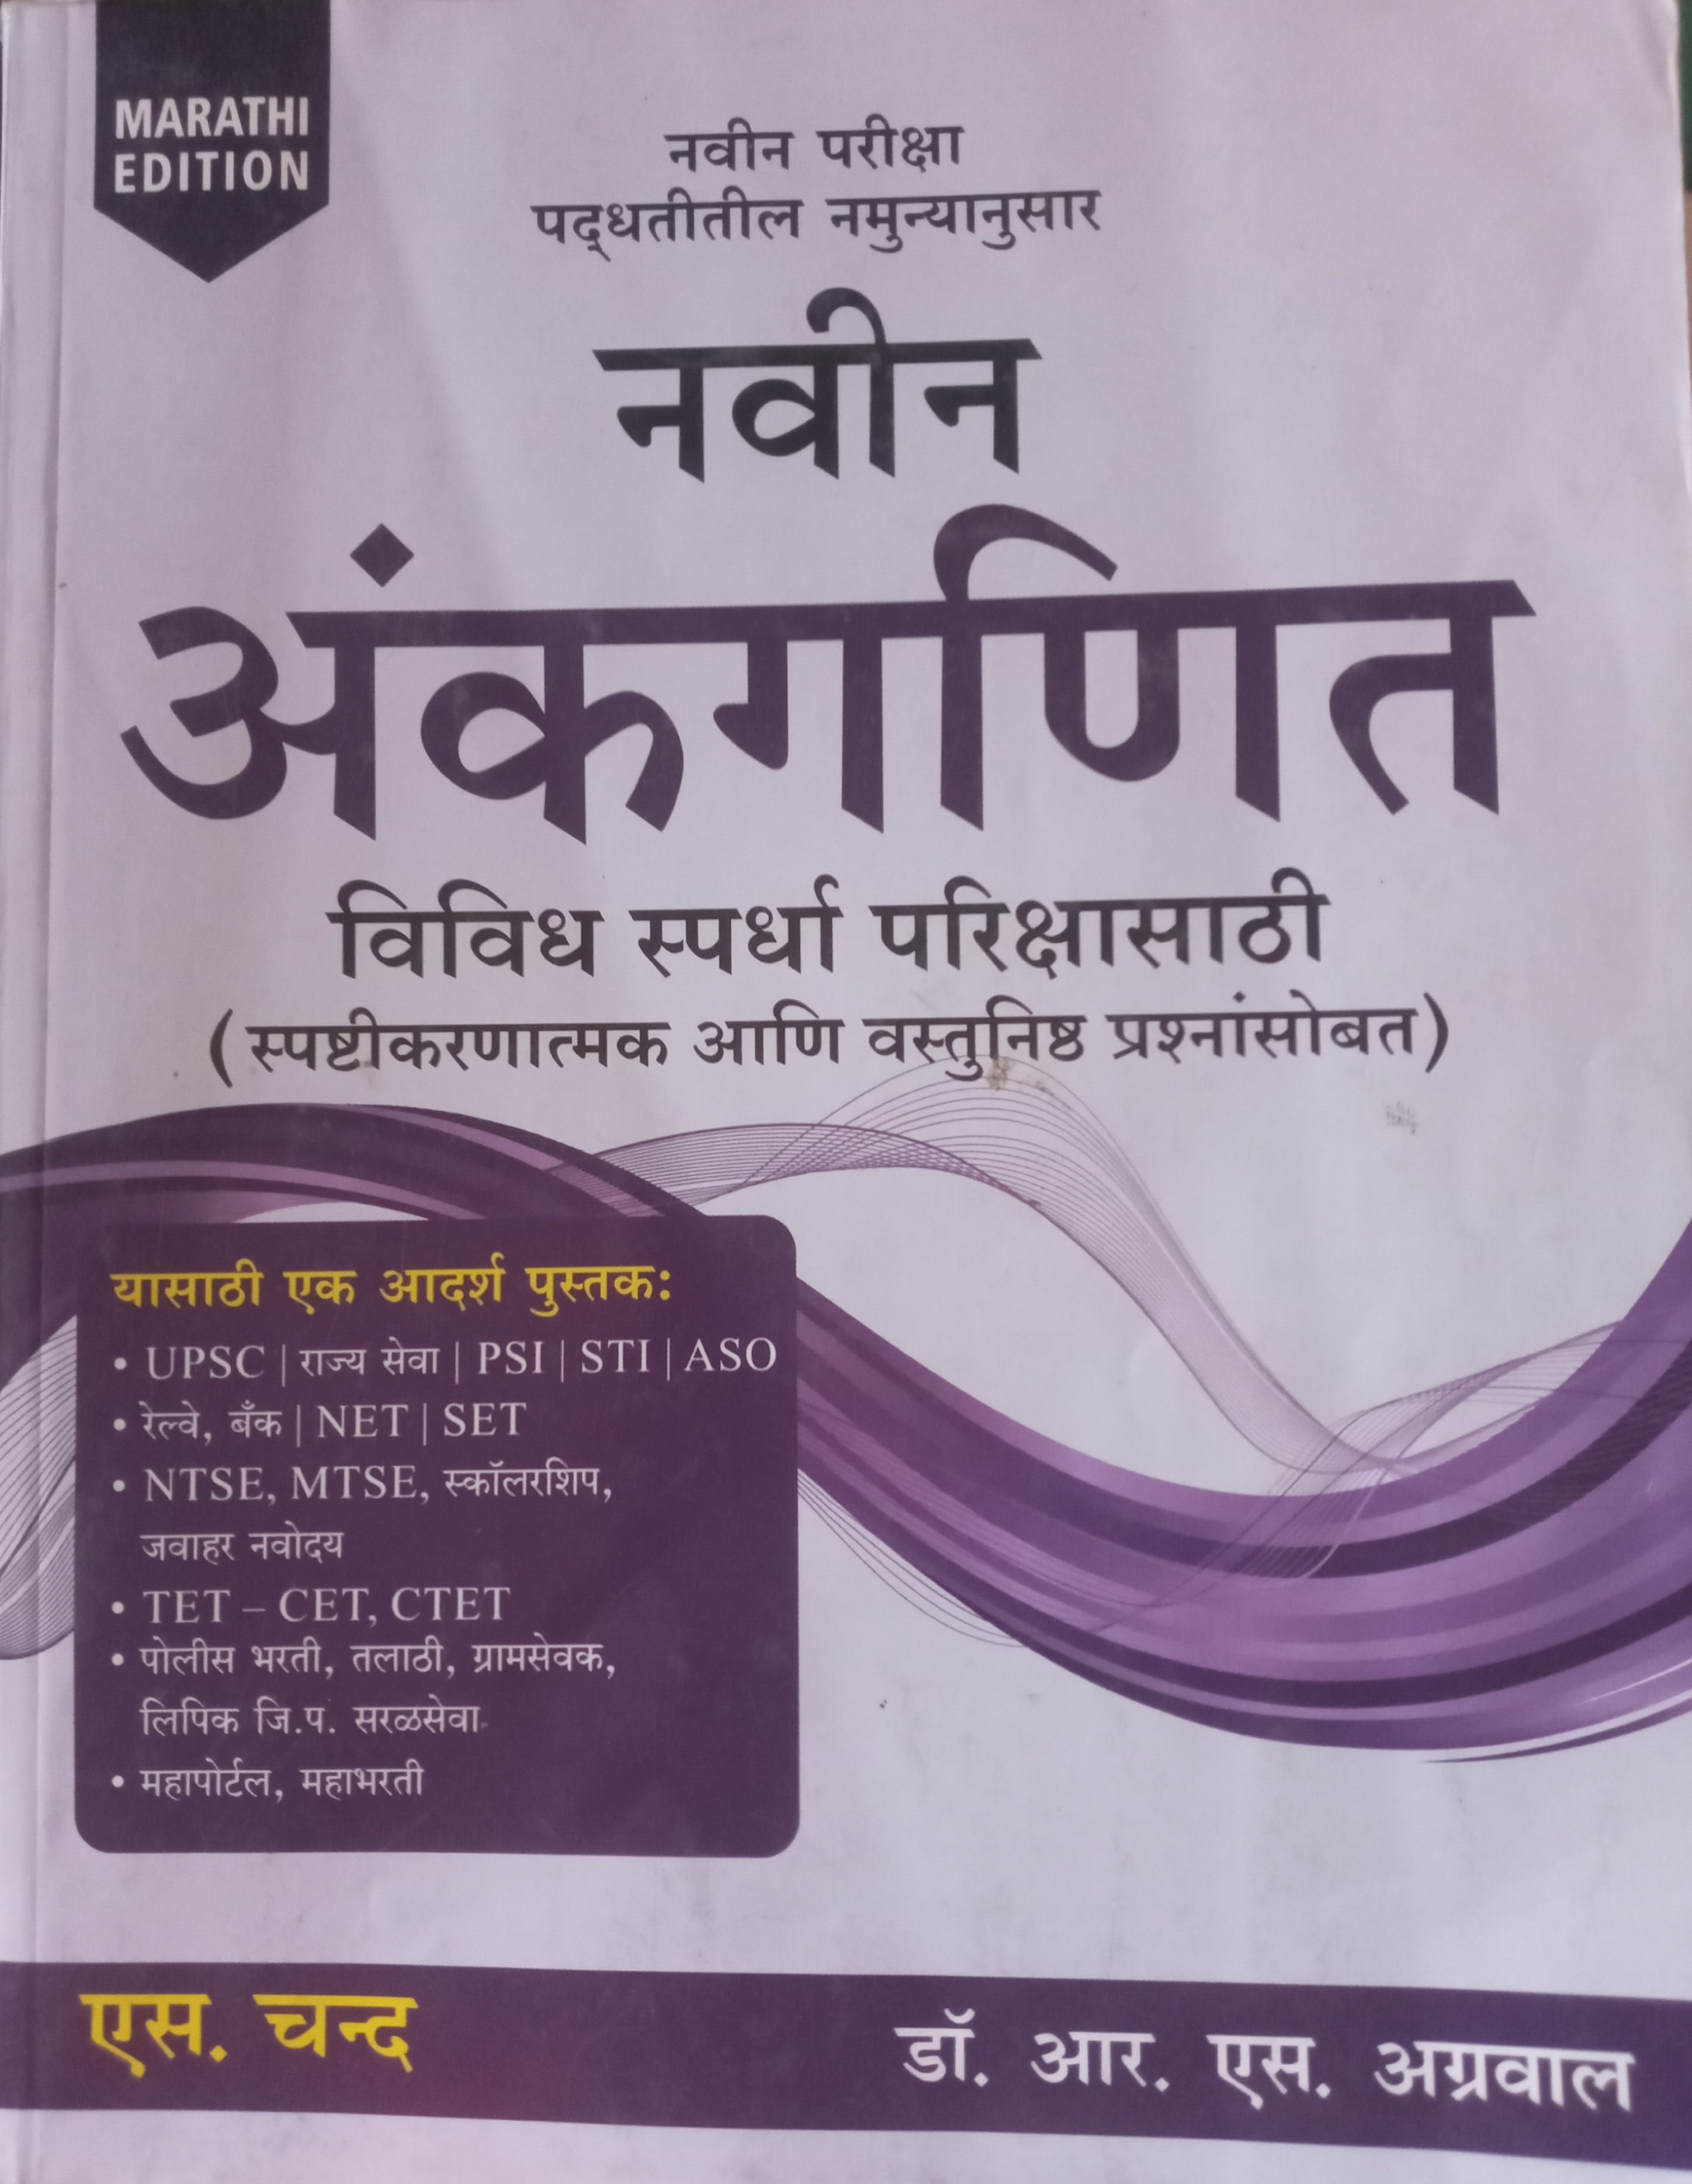 MARATHI
EDITION
नवीन परीक्षा
पद्धतीतील नमुन्यानुसार
नवीन
अंकगणित
विविध स्पर्धा परिक्षासाठी
(स्पष्टीकरणात्मक आणि वस्तुनिष्ठ प्रश्नांसोबत)
यासाठी एक आदर्श पुस्तक:
• UPSC | राज्य सेवा | PSI | STI | ASO
• रेल्वे, बँक | NET | SET
• NTSE, MTSE, स्कॉलरशिप,
जवाहर नवोदय
• TET – CET, CTET
• पोलीस भरती, तलाठी, ग्रामसेवक,
लिपिक जि.प. सरळसेवा
• महापोर्टल, महाभरती
एस. चन्द
डॉ. आर. एस. अग्रवाल